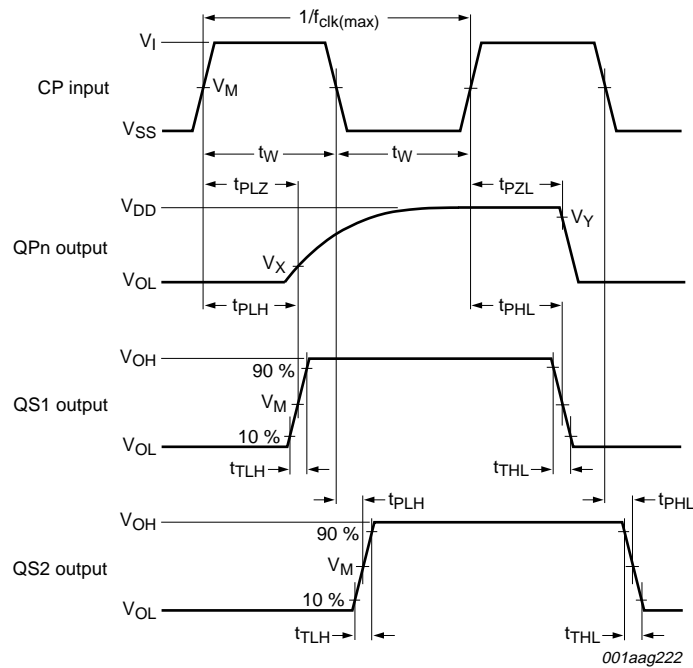 1/fclk(max)
VI
CP input
VM
VSS
tW
tW
tPLZ
tPZL
VDD
VY
QPn output
VX
VOL
tPLH
tPHL
VOH
90 %
QS1 output
VM
10 %
VOL
tTLH
tTHL
tPLH
tPHL
VOH
90 %
QS2 output
VM
10 %
VOL
tTLH
tTHL
001aag222